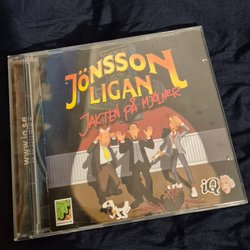 JÖNSSON
LIGAN
JAKTEN PÅ MJÖLNER
www.iq.se
iQ